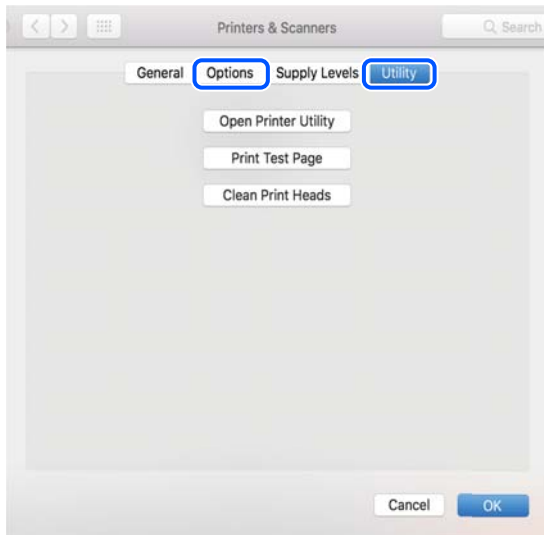 Printers & Scanners
Search
General Options Supply Levels Utility
Open Printer Utility
Print Test Page
Clean Print Heads
Cancel OK